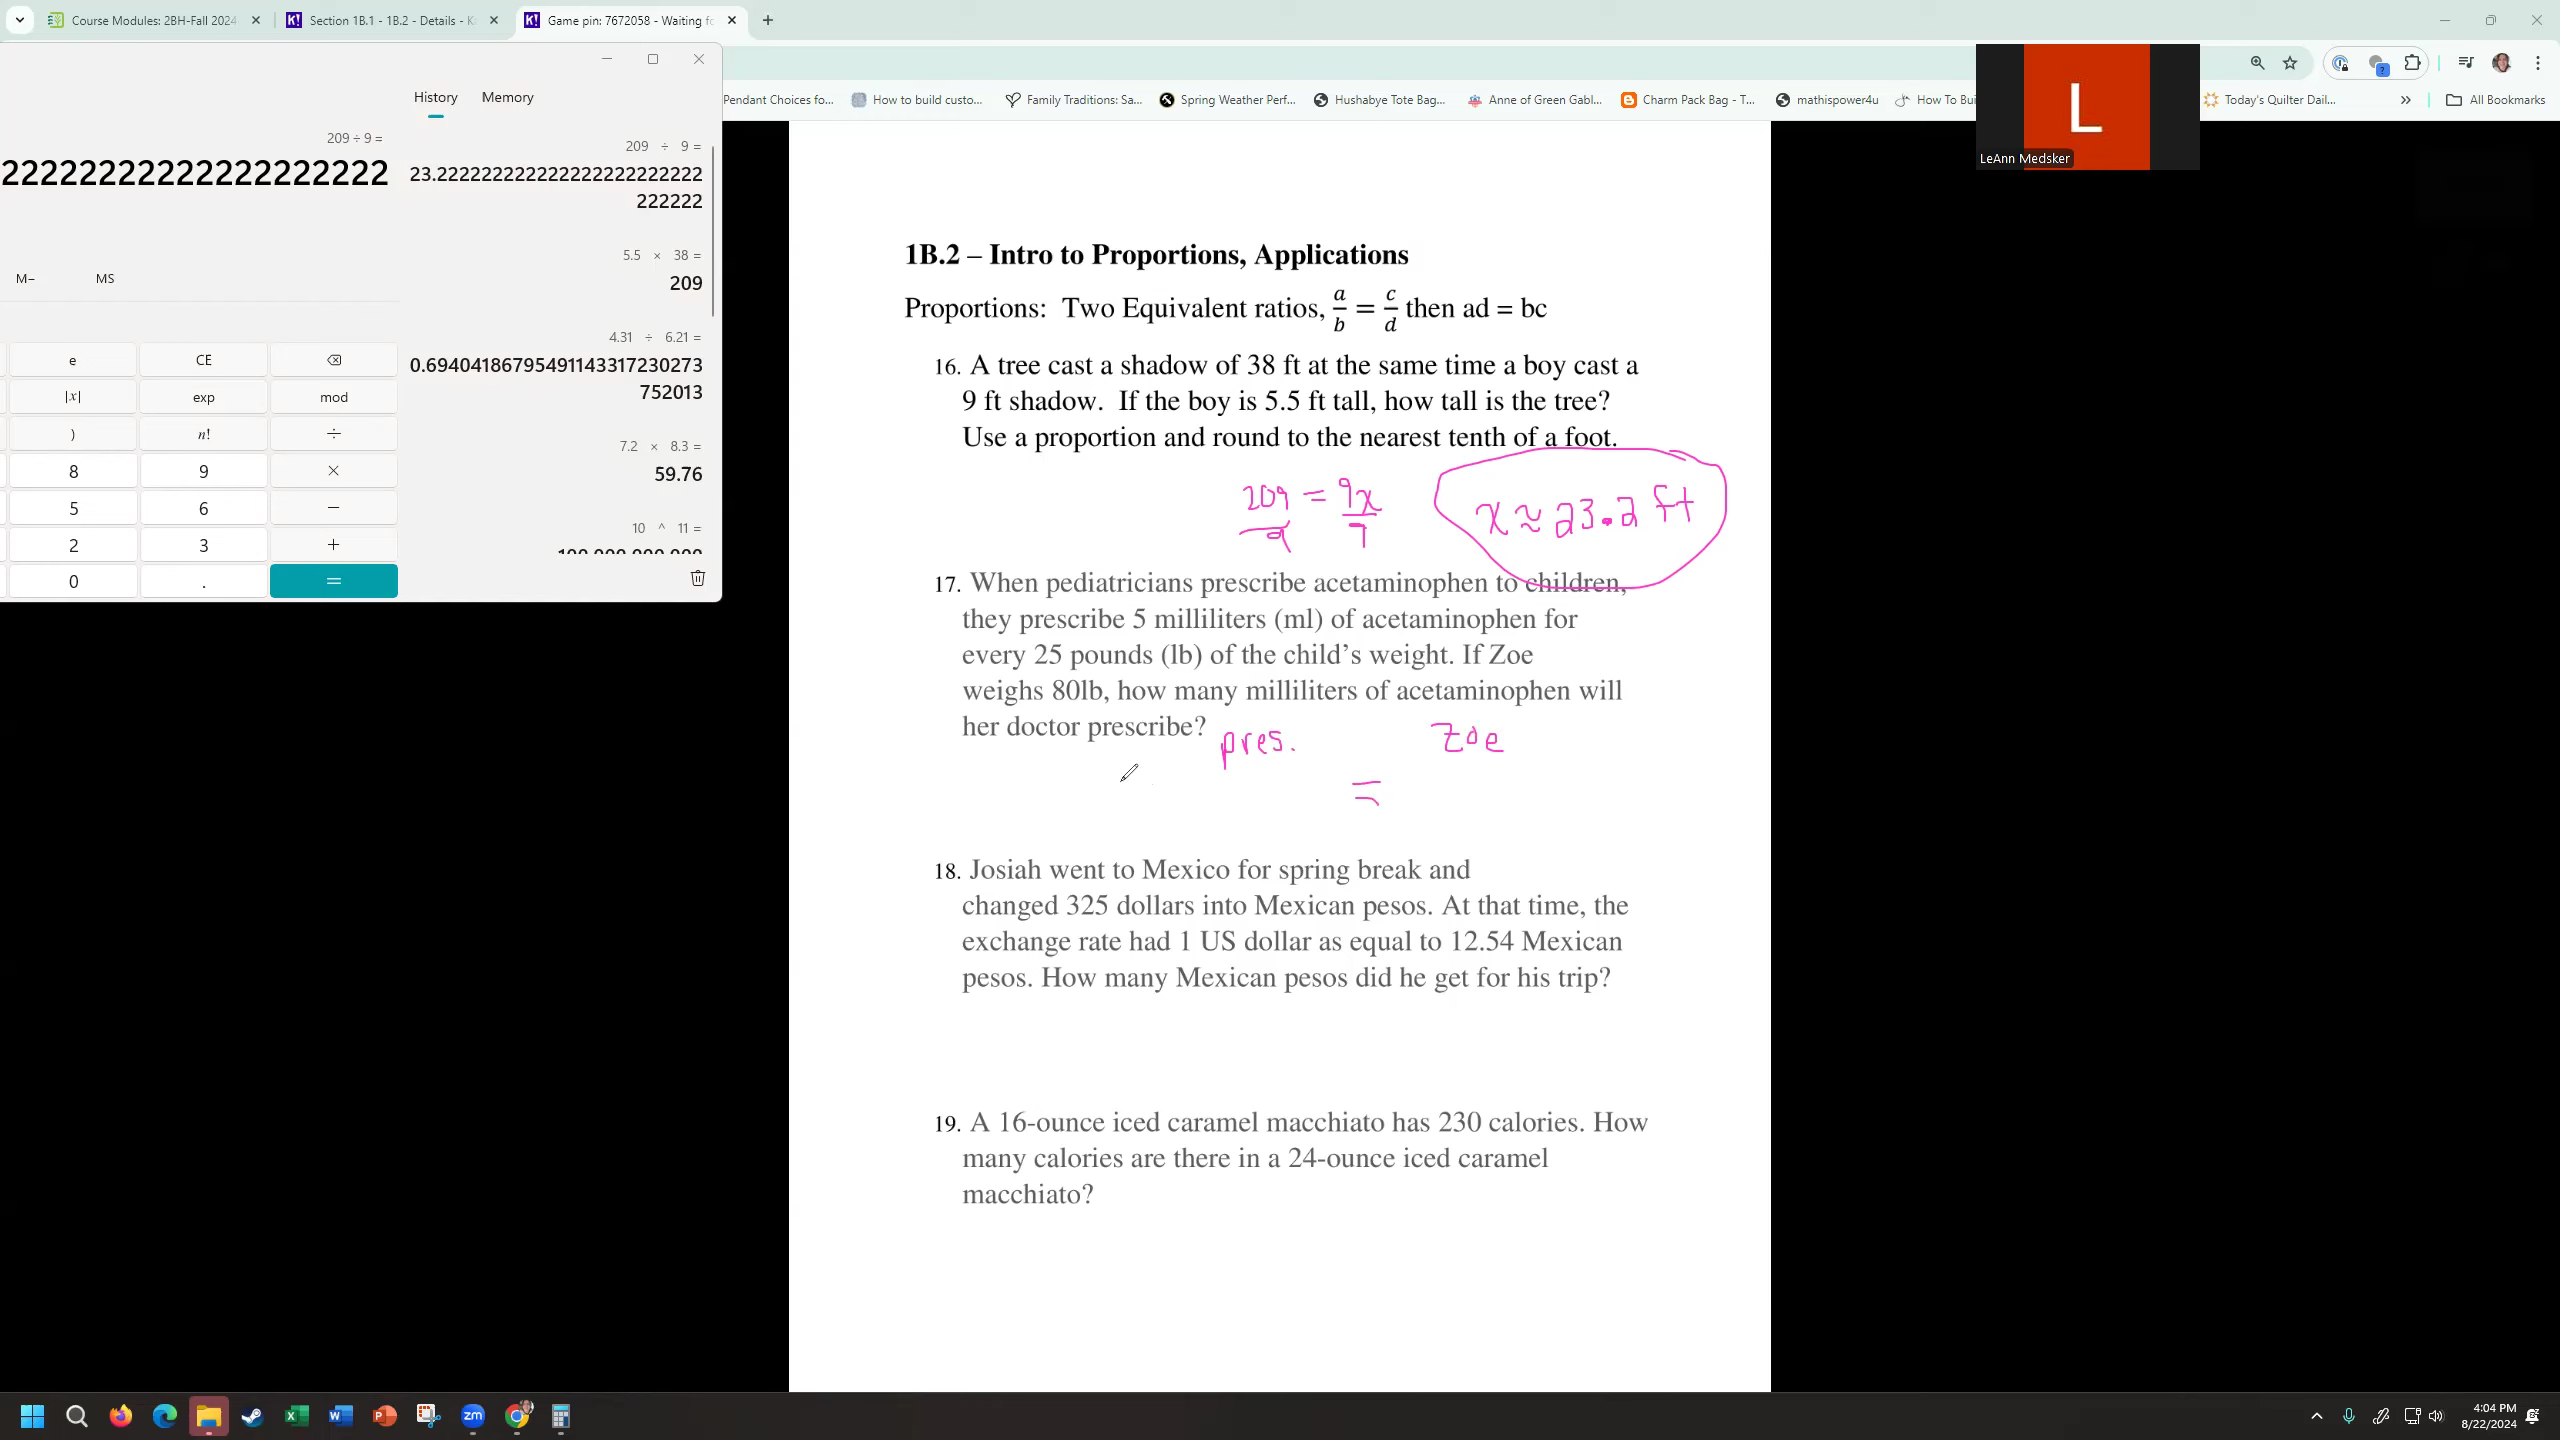 Course Modules: 2BH-Fall 2024
Section 1B.1 - 1B.2 - Details - K
Game pin: 7672058 - Waiting fo
Pendant Choices fo...
How to build custo...
Family Traditions: Sa...
Spring Weather Perf...
Hushabye Tote Bag...
Anne of Green Gabl...
Charm Pack Bag - T...
mathispower4u
How To Bui
Today's Quilter Dail...
All Bookmarks
L
LeAnn Medsker
History
Memory
209 ÷ 9 =
22222222222222222222
M−
MS
e
CE
|x|
exp
mod
)
n!
÷
8
9
×
5
6
−
2
3
+
0
.
=
209 ÷ 9 =
23.22222222222222222222222222
222222
5.5 × 38 =
209
4.31 ÷ 6.21 =
0.69404186795491143317230273
752013
7.2 × 8.3 =
59.76
10 ^ 11 =
1B.2 – Intro to Proportions, Applications
Proportions: Two Equivalent ratios, a/b = c/d then ad = bc
16. A tree cast a shadow of 38 ft at the same time a boy cast a
9 ft shadow. If the boy is 5.5 ft tall, how tall is the tree?
Use a proportion and round to the nearest tenth of a foot.
209 = 9x
x ≈ 23.2 ft
17. When pediatricians prescribe acetaminophen to children,
they prescribe 5 milliliters (ml) of acetaminophen for
every 25 pounds (lb) of the child’s weight. If Zoe
weighs 80lb, how many milliliters of acetaminophen will
her doctor prescribe?
pres. Zoe
=
18. Josiah went to Mexico for spring break and
changed 325 dollars into Mexican pesos. At that time, the
exchange rate had 1 US dollar as equal to 12.54 Mexican
pesos. How many Mexican pesos did he get for his trip?
19. A 16-ounce iced caramel macchiato has 230 calories. How
many calories are there in a 24-ounce iced caramel
macchiato?
4:04 PM
8/22/2024